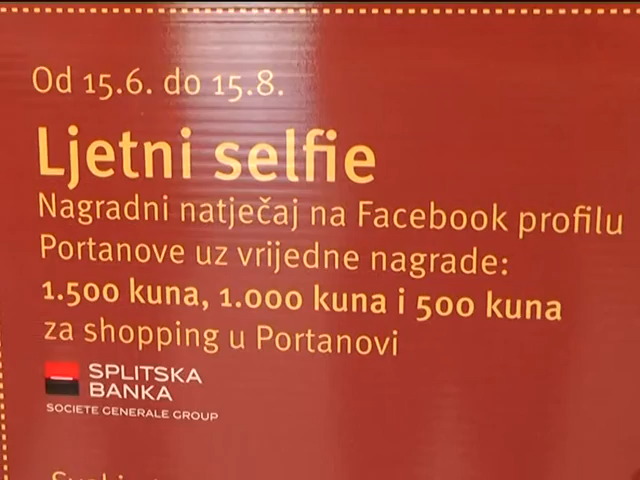 Od 15.6. do 15.8.
Ljetni selfie
Nagradni natječaj na Facebook profilu
Portanove uz vrijedne nagrade:
1.500 kuna, 1.000 kuna i 500 kuna
za shopping u Portanovi
SPLITSKA
BANKA
SOCIETE GENERALE GROUP